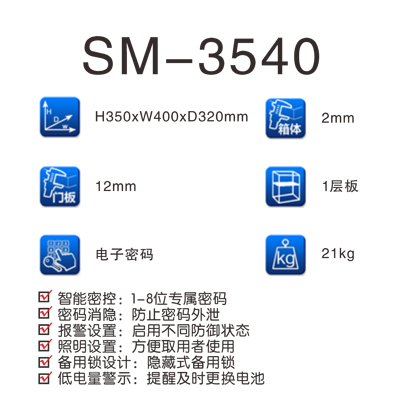 SM-3540
H350xW400xD320mm
箱体
2mm
门板
12mm
1层板
电子密码
kg
21kg
智能密控：1-8位专属密码
密码消隐：防止密码外泄
报警设置：启用不同防御状态
照明设置：方便取用者使用
备用锁设计：隐藏式备用锁
低电量警示：提醒及时更换电池